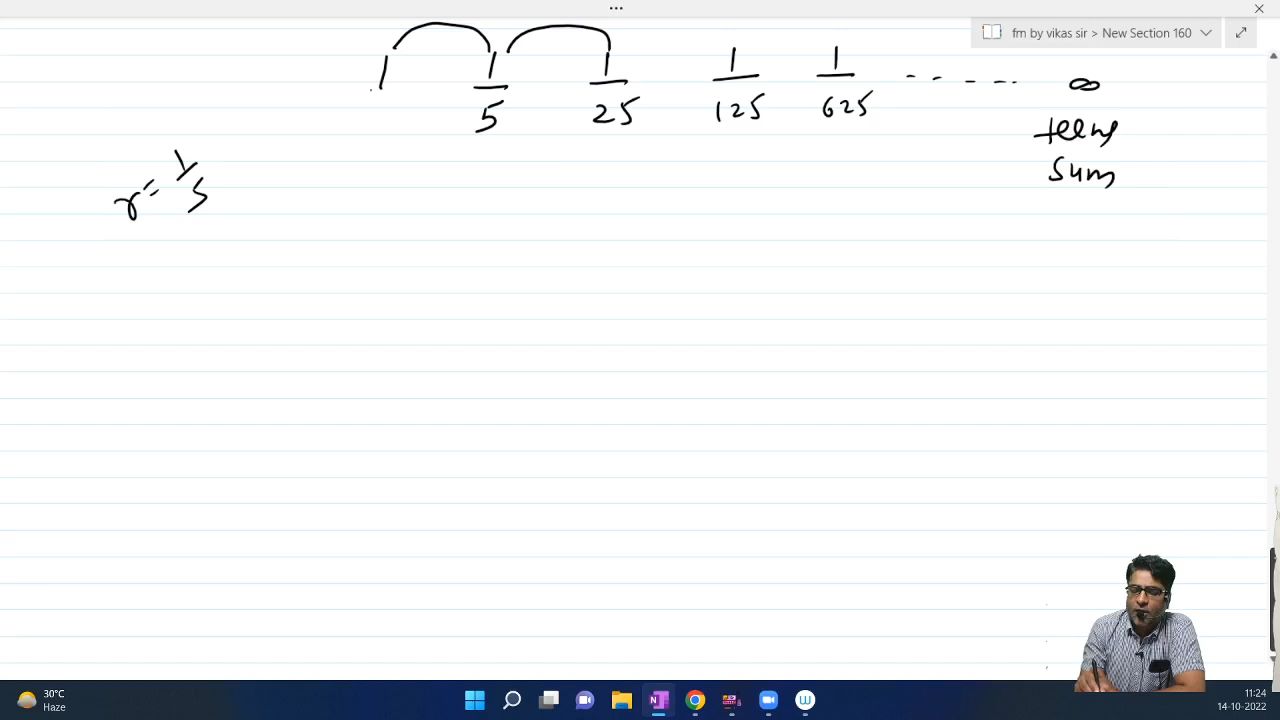 fm by vikas sir > New Section 160
1 1/5 1/25 1/125 1/625 ----- ∞
Sum
r = 1/5
30°C
Haze
11:24
14-10-2022